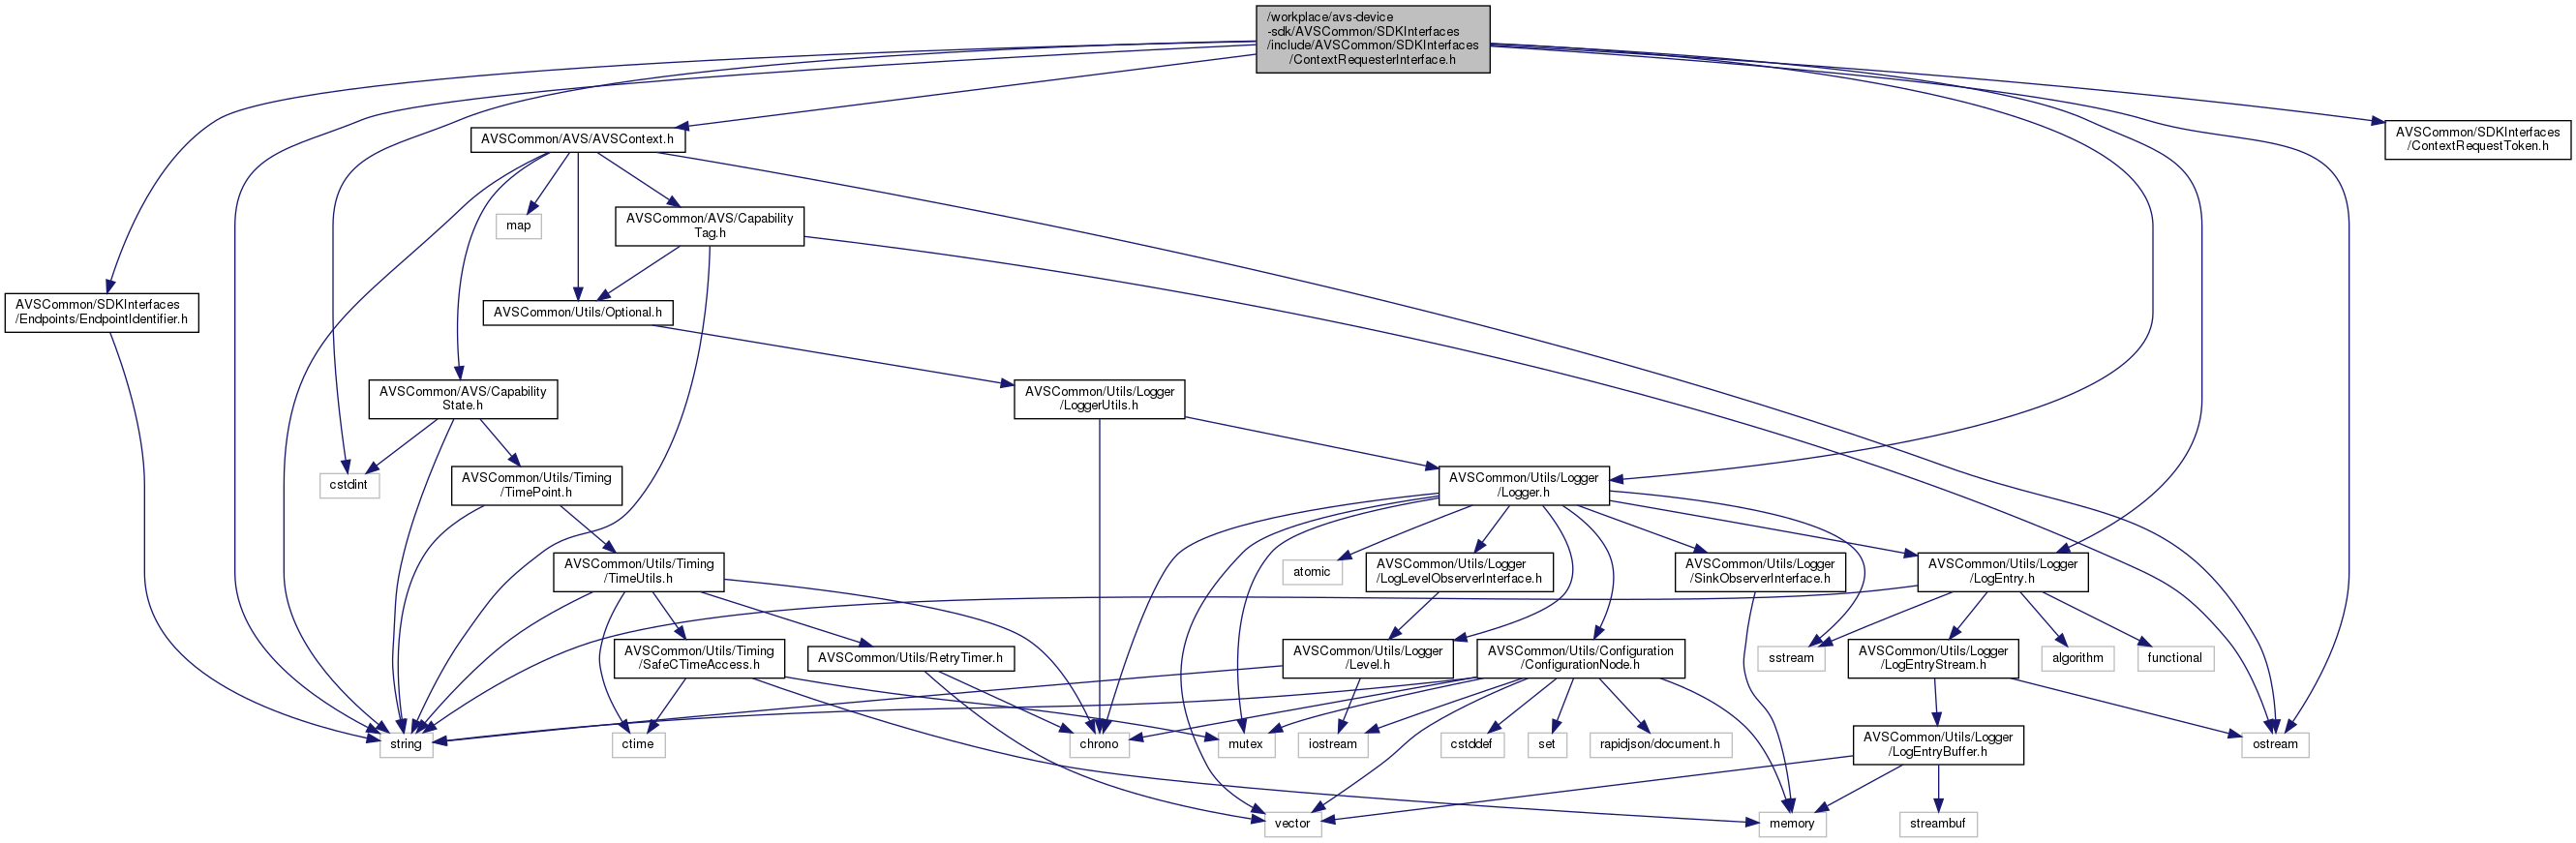 /workplace/avs-device
-sdk/AVSCommon/SDKInterfaces
/include/AVSCommon/SDKInterfaces
/ContextRequesterInterface.h
AVSCommon/AVS/AVSContext.h
AVSCommon/SDKInterfaces
/ContextRequestToken.h
map
AVSCommon/AVS/Capability
Tag.h
AVSCommon/SDKInterfaces
/Endpoints/EndpointIdentifier.h
AVSCommon/Utils/Optional.h
AVSCommon/AVS/Capability
State.h
AVSCommon/Utils/Logger
/LoggerUtils.h
cstdint
AVSCommon/Utils/Timing
/TimePoint.h
AVSCommon/Utils/Logger
/Logger.h
AVSCommon/Utils/Timing
/TimeUtils.h
atomic
AVSCommon/Utils/Logger
/LogLevelObserverInterface.h
AVSCommon/Utils/Logger
/SinkObserverInterface.h
AVSCommon/Utils/Logger
/LogEntry.h
AVSCommon/Utils/Timing
/SafeCTimeAccess.h
AVSCommon/Utils/RetryTimer.h
AVSCommon/Utils/Logger
/Level.h
AVSCommon/Utils/Configuration
/ConfigurationNode.h
sstream
AVSCommon/Utils/Logger
/LogEntryStream.h
algorithm
functional
string
ctime
chrono
mutex
iostream
cstddef
set
rapidjson/document.h
AVSCommon/Utils/Logger
/LogEntryBuffer.h
ostream
vector
memory
streambuf